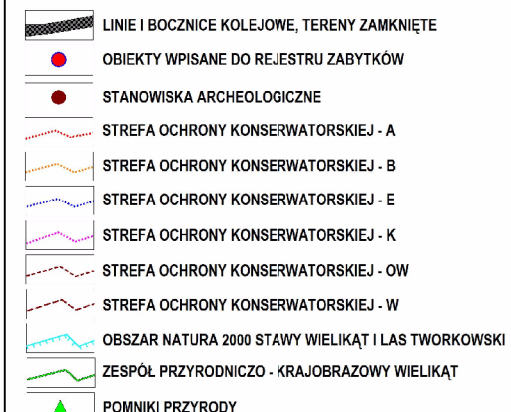 LINIE I BOCZNICE KOLEJOWE, TERENY ZAMKNIĘTE
OBIEKTY WPISANE DO REJESTRU ZABYTKÓW
STANOWISKA ARCHEOLOGICZNE
STREFA OCHRONY KONSERWATORSKIEJ - A
STREFA OCHRONY KONSERWATORSKIEJ - B
STREFA OCHRONY KONSERWATORSKIEJ - E
STREFA OCHRONY KONSERWATORSKIEJ - K
STREFA OCHRONY KONSERWATORSKIEJ - OW
STREFA OCHRONY KONSERWATORSKIEJ - W
OBSZAR NATURA 2000 STAWY WIELIKĄT I LAS TWORKOWSKI
ZESPÓŁ PRZYRODNICZO - KRAJOBRAZOWY WIELIKĄT
POMNIKI PRZYRODY